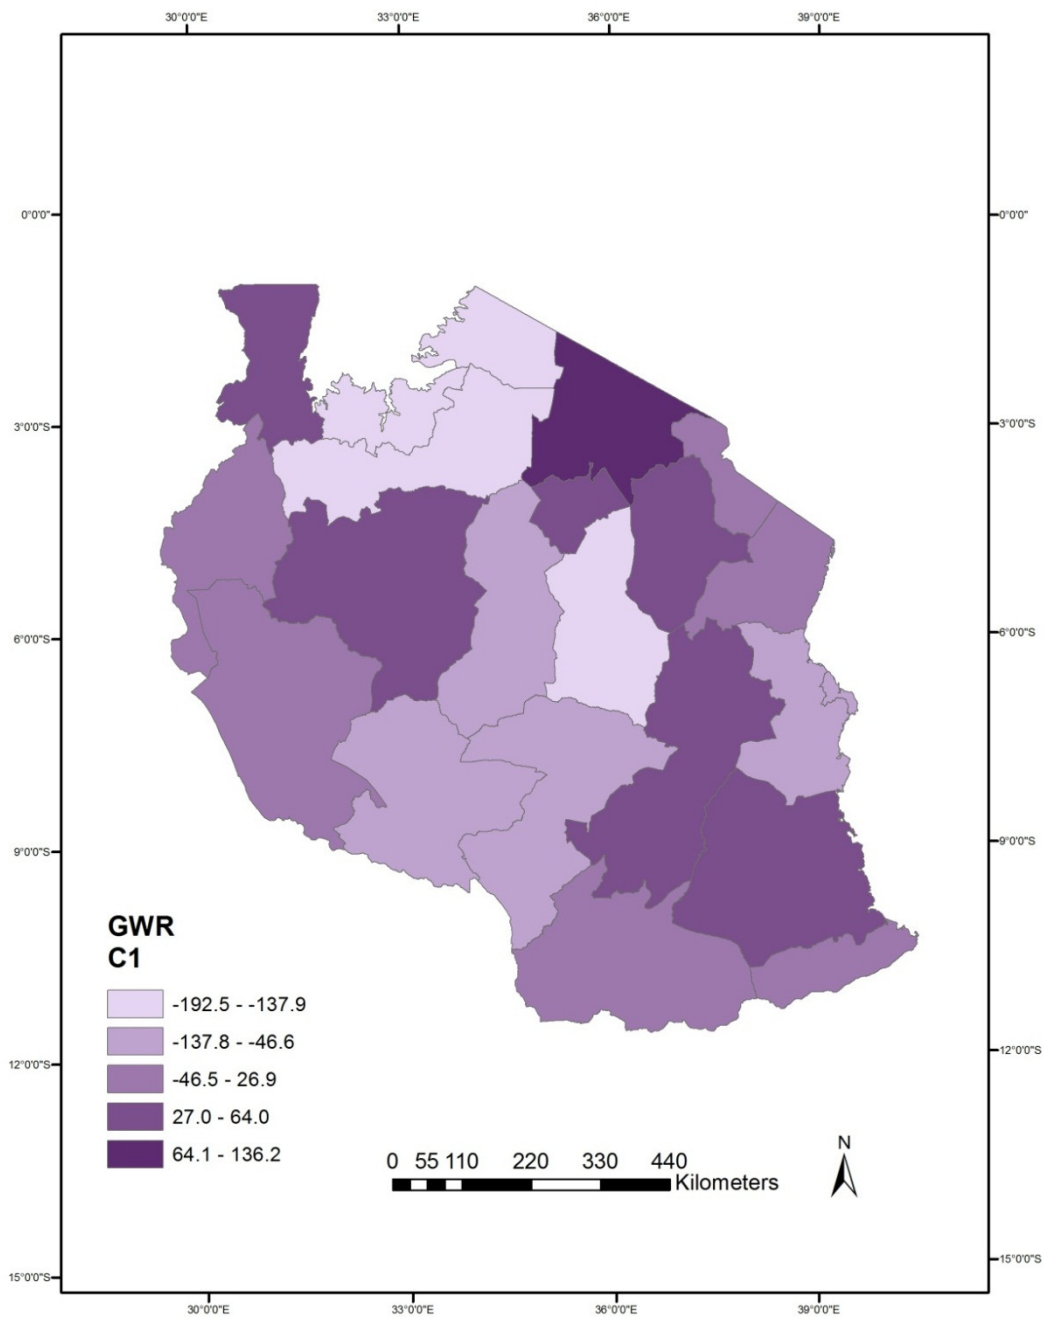 30°0'0"E 33°0'0"E 36°0'0"E 39°0'0"E
0°0'0" 0°0'0"
3°0'0"S 3°0'0"S
6°0'0"S 6°0'0"S
9°0'0"S 9°0'0"S
GWR
C1
-192.5 - -137.9
-137.8 - -46.6
-46.5 - 26.9
27.0 - 64.0
64.1 - 136.2
12°0'0"S 12°0'0"S
N
0 55 110 220 330 440
Kilometers
15°0'0"S 15°0'0"S
30°0'0"E 33°0'0"E 36°0'0"E 39°0'0"E